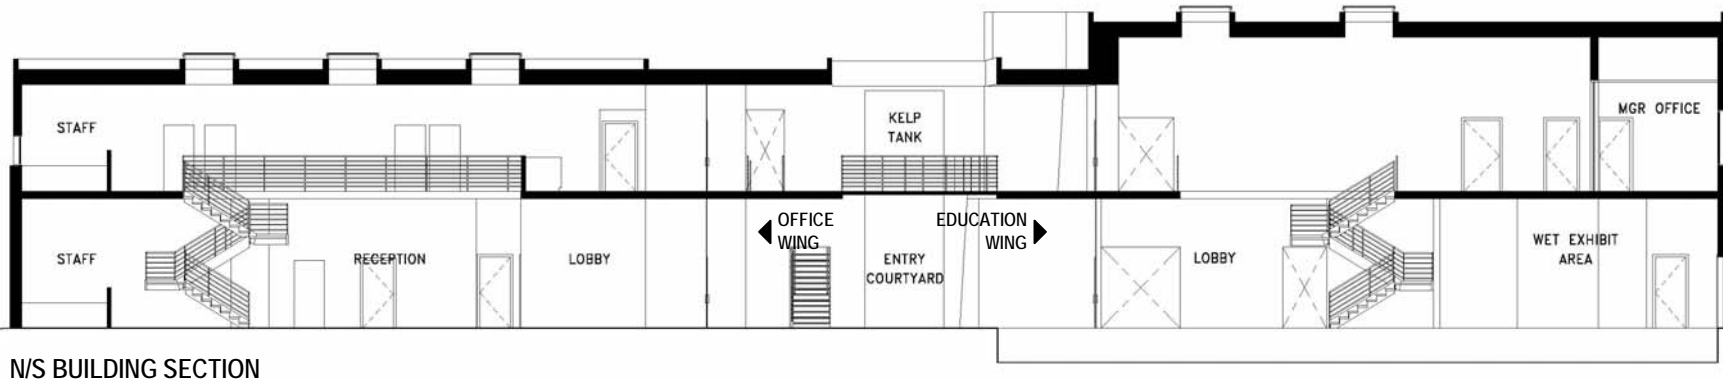 STAFF
KELP
TANK
MGR OFFICE
OFFICE
WING
EDUCATION
WING
STAFF
RECEPTION
LOBBY
ENTRY
COURTYARD
LOBBY
WET EXHIBIT
AREA
N/S BUILDING SECTION